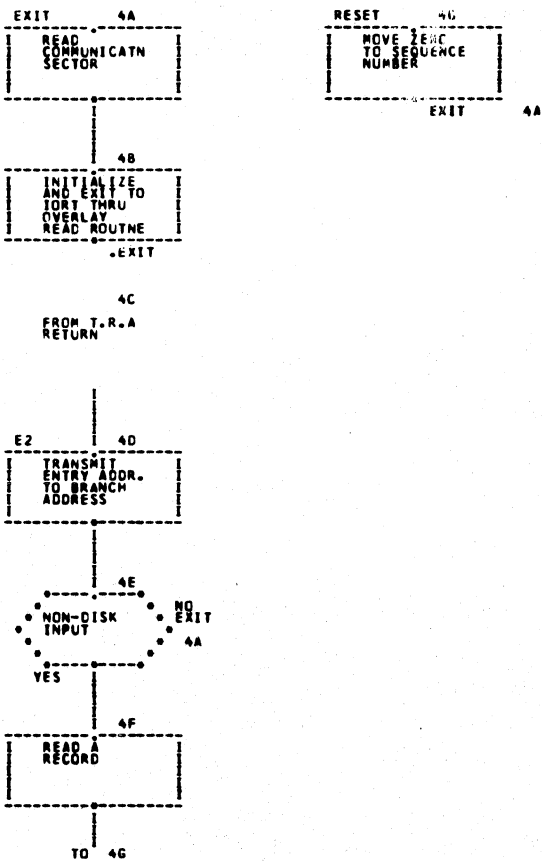 EXIT 4A
READ
COMMUNICATN
SECTOR
4B
INITIALIZE
AND EXIT TO
IORT THRU
OVERLAY
READ ROUTNE
.EXIT
4C
FROM T.R.A
RETURN
E2 4D
TRANSMIT
ENTRY ADDR.
TO BRANCH
ADDRESS
4E
NON-DISK
INPUT
NO
EXIT
4A
YES
4F
READ A
RECORD
TO 4G
RESET 4G
MOVE ZERO
TO SEQUENCE
NUMBER
EXIT 4A